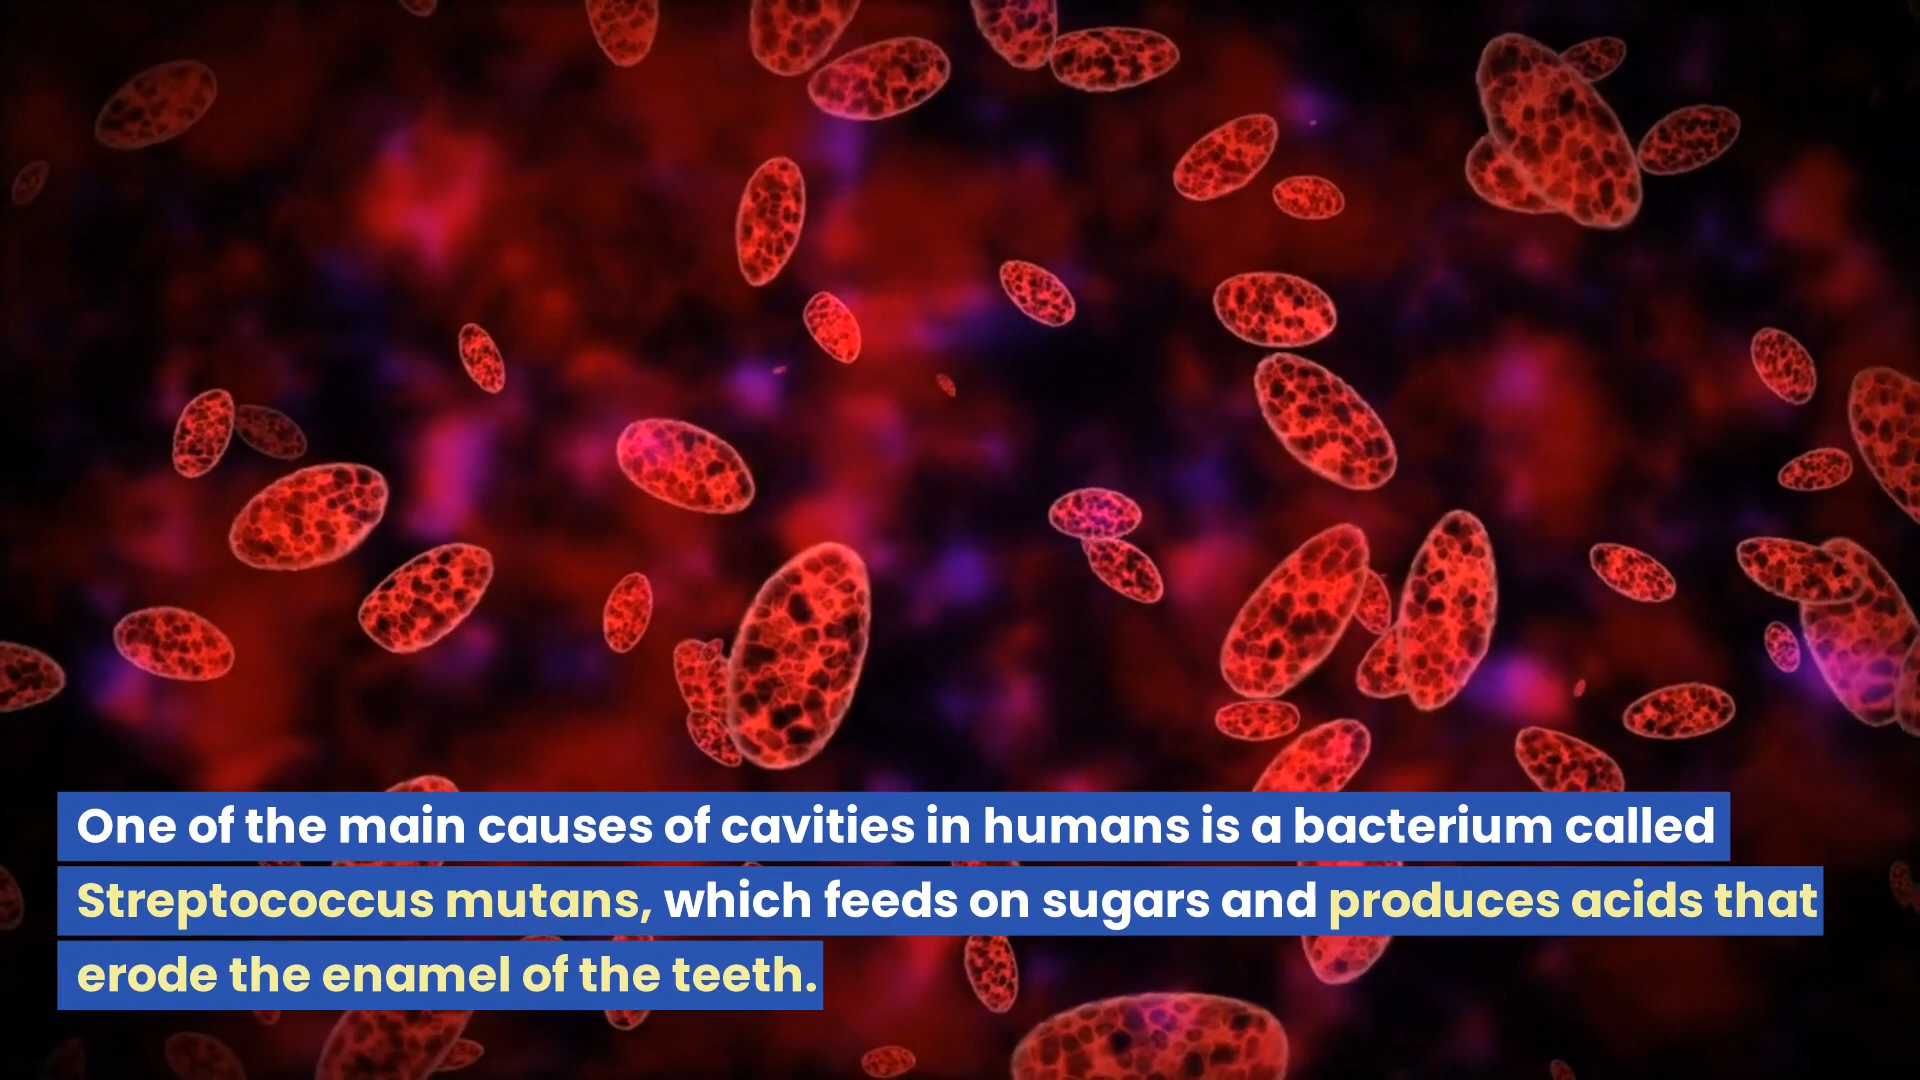 One of the main causes of cavities in humans is a bacterium called
Streptococcus mutans, which feeds on sugars and produces acids that
erode the enamel of the teeth.